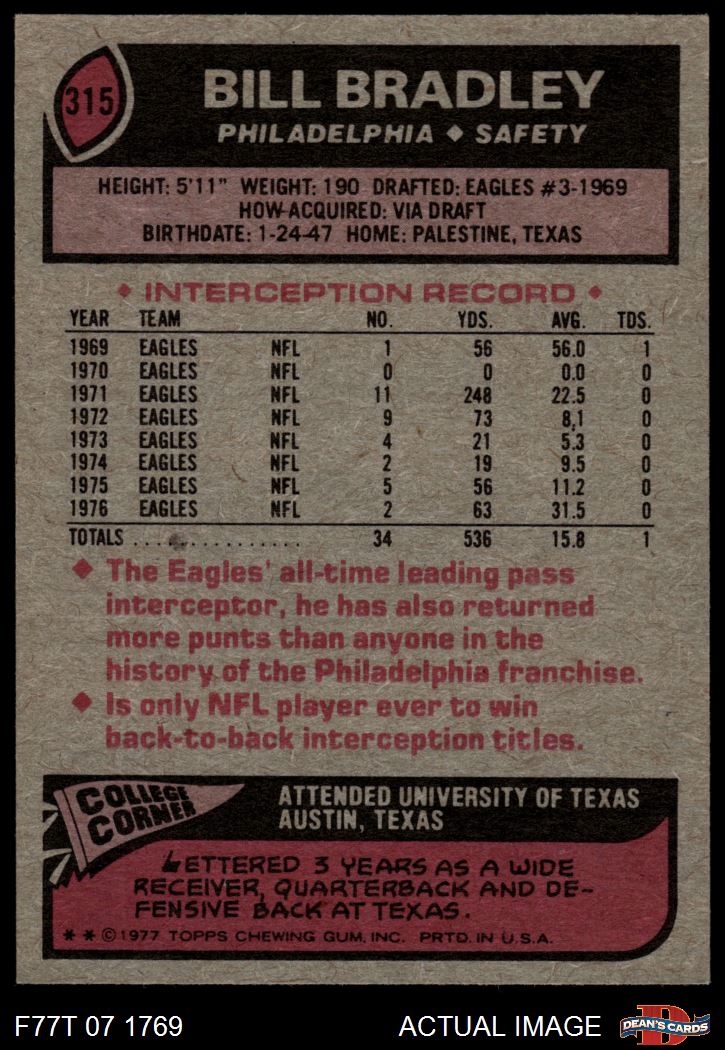 315
BILL BRADLEY
PHILADELPHIA ◆ SAFETY
HEIGHT: 5'11" WEIGHT: 190 DRAFTED: EAGLES #3-1969
HOW-ACQUIRED: VIA DRAFT
BIRTHDATE: 1-24-47 HOME: PALESTINE, TEXAS
◆ INTERCEPTION RECORD ◆
YEAR TEAM NO. YDS. AVG. TDS.
1969 EAGLES NFL 1 56 56.0 1
1970 EAGLES NFL 0 0 0.0 0
1971 EAGLES NFL 11 248 22.5 0
1972 EAGLES NFL 9 73 8,1 0
1973 EAGLES NFL 4 21 5.3 0
1974 EAGLES NFL 2 19 9.5 0
1975 EAGLES NFL 5 56 11.2 0
1976 EAGLES NFL 2 63 31.5 0
TOTALS ................ 34 536 15.8 1
◆ The Eagles' all-time leading pass
interceptor, he has also returned
more punts than anyone in the
history of the Philadelphia franchise.
◆ Is only NFL player ever to win
back-to-back interception titles.
COLLEGE
CORNER
ATTENDED UNIVERSITY OF TEXAS
AUSTIN, TEXAS
LETTERED 3 YEARS AS A WIDE
RECEIVER, QUARTERBACK AND DE-
FENSIVE BACK AT TEXAS.
* * © 1977 TOPPS CHEWING GUM, INC. PRTD. IN U.S.A.
F77T 07 1769
ACTUAL IMAGE
D
DEAN'S CARDS